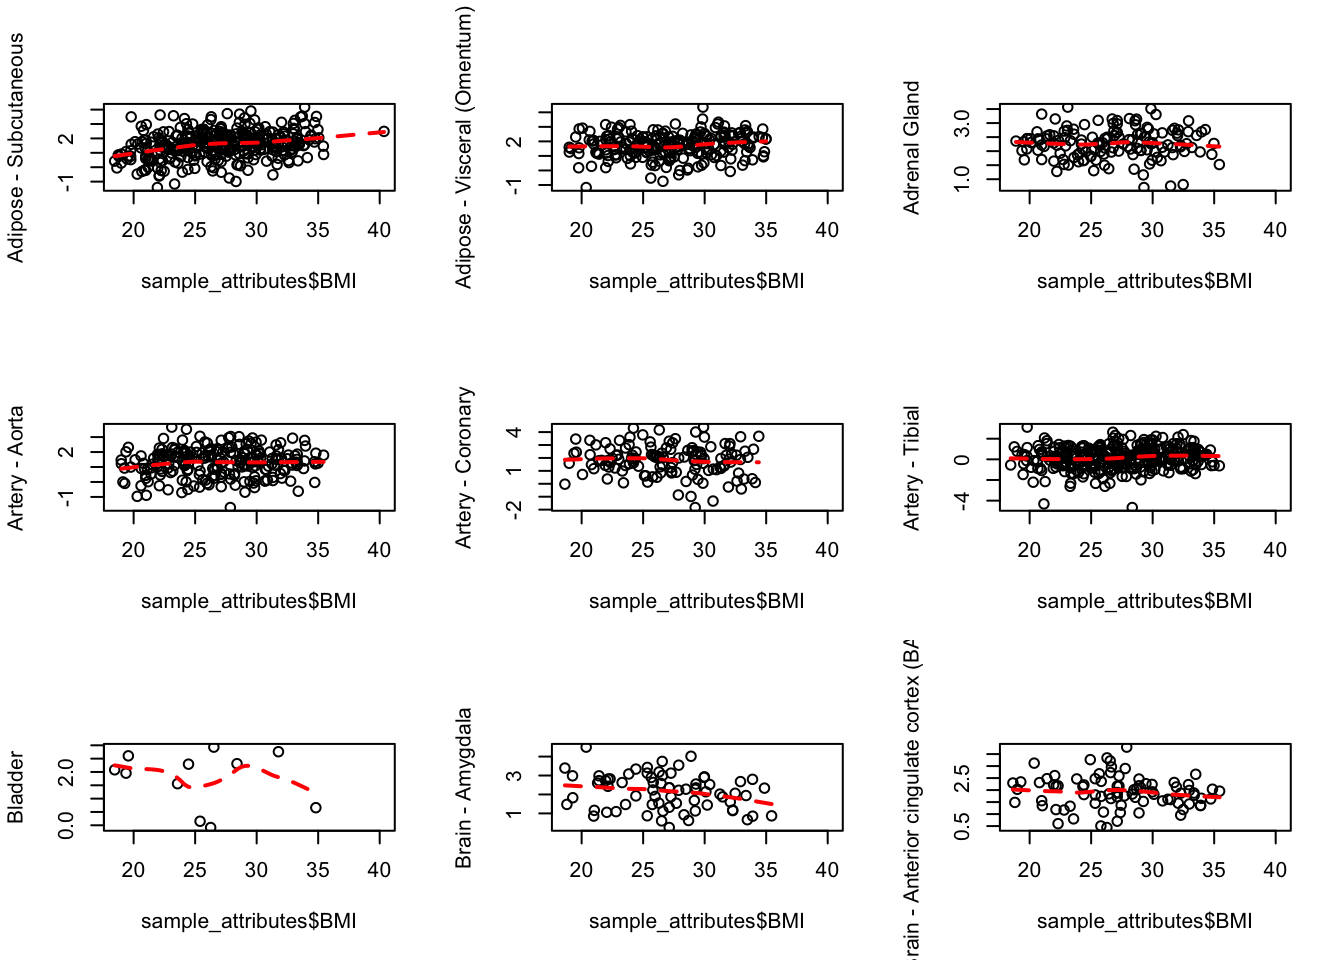 Adipose - Subcutaneous
2
-1
20 25 30 35 40
sample_attributes$BMI
Adipose - Visceral (Omentum)
2
-1
20 25 30 35 40
sample_attributes$BMI
Adrenal Gland
3.0
1.0
20 25 30 35 40
sample_attributes$BMI
Artery - Aorta
2
-1
20 25 30 35 40
sample_attributes$BMI
Artery - Coronary
4
1
-2
20 25 30 35 40
sample_attributes$BMI
Artery - Tibial
0
-4
20 25 30 35 40
sample_attributes$BMI
Bladder
2.0
0.0
20 25 30 35 40
sample_attributes$BMI
Brain - Amygdala
3
1
20 25 30 35 40
sample_attributes$BMI
rain - Anterior cingulate cortex (BA
2.5
0.5
20 25 30 35 40
sample_attributes$BMI